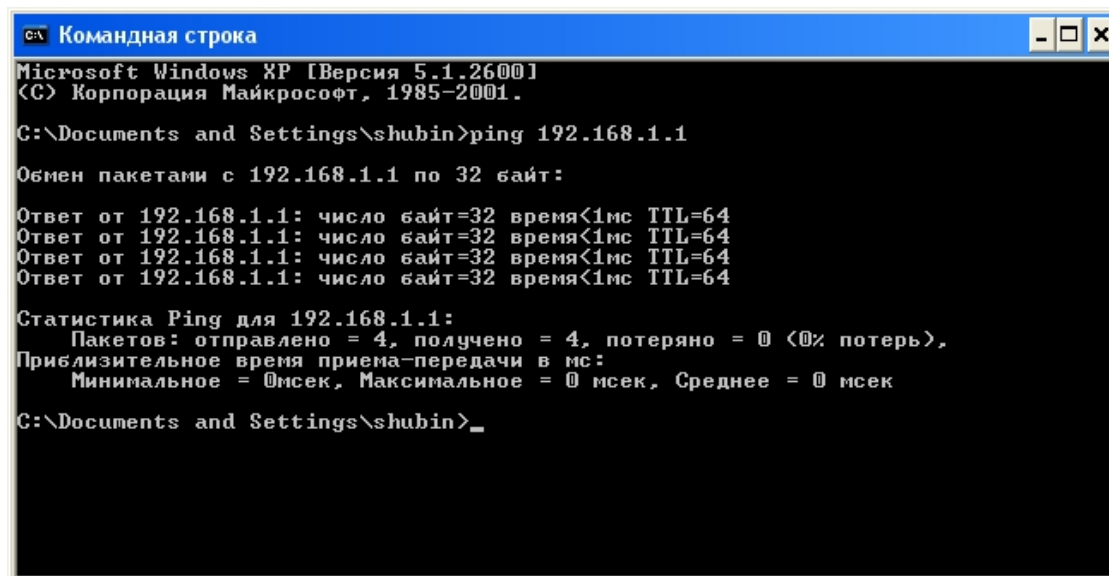 Командная строка
Microsoft Windows XP [Версия 5.1.2600]
(C) Корпорация Майкрософт, 1985-2001.
C:\Documents and Settings\shubin>ping 192.168.1.1
Обмен пакетами с 192.168.1.1 по 32 байт:
Ответ от 192.168.1.1: число байт=32 время<1мс TTL=64
Ответ от 192.168.1.1: число байт=32 время<1мс TTL=64
Ответ от 192.168.1.1: число байт=32 время<1мс TTL=64
Ответ от 192.168.1.1: число байт=32 время<1мс TTL=64
Статистика Ping для 192.168.1.1:
Пакетов: отправлено = 4, получено = 4, потеряно = 0 (0% потерь),
Приблизительное время приема-передачи в мс:
Минимальное = 0мсек, Максимальное = 0 мсек, Среднее = 0 мсек
C:\Documents and Settings\shubin>_